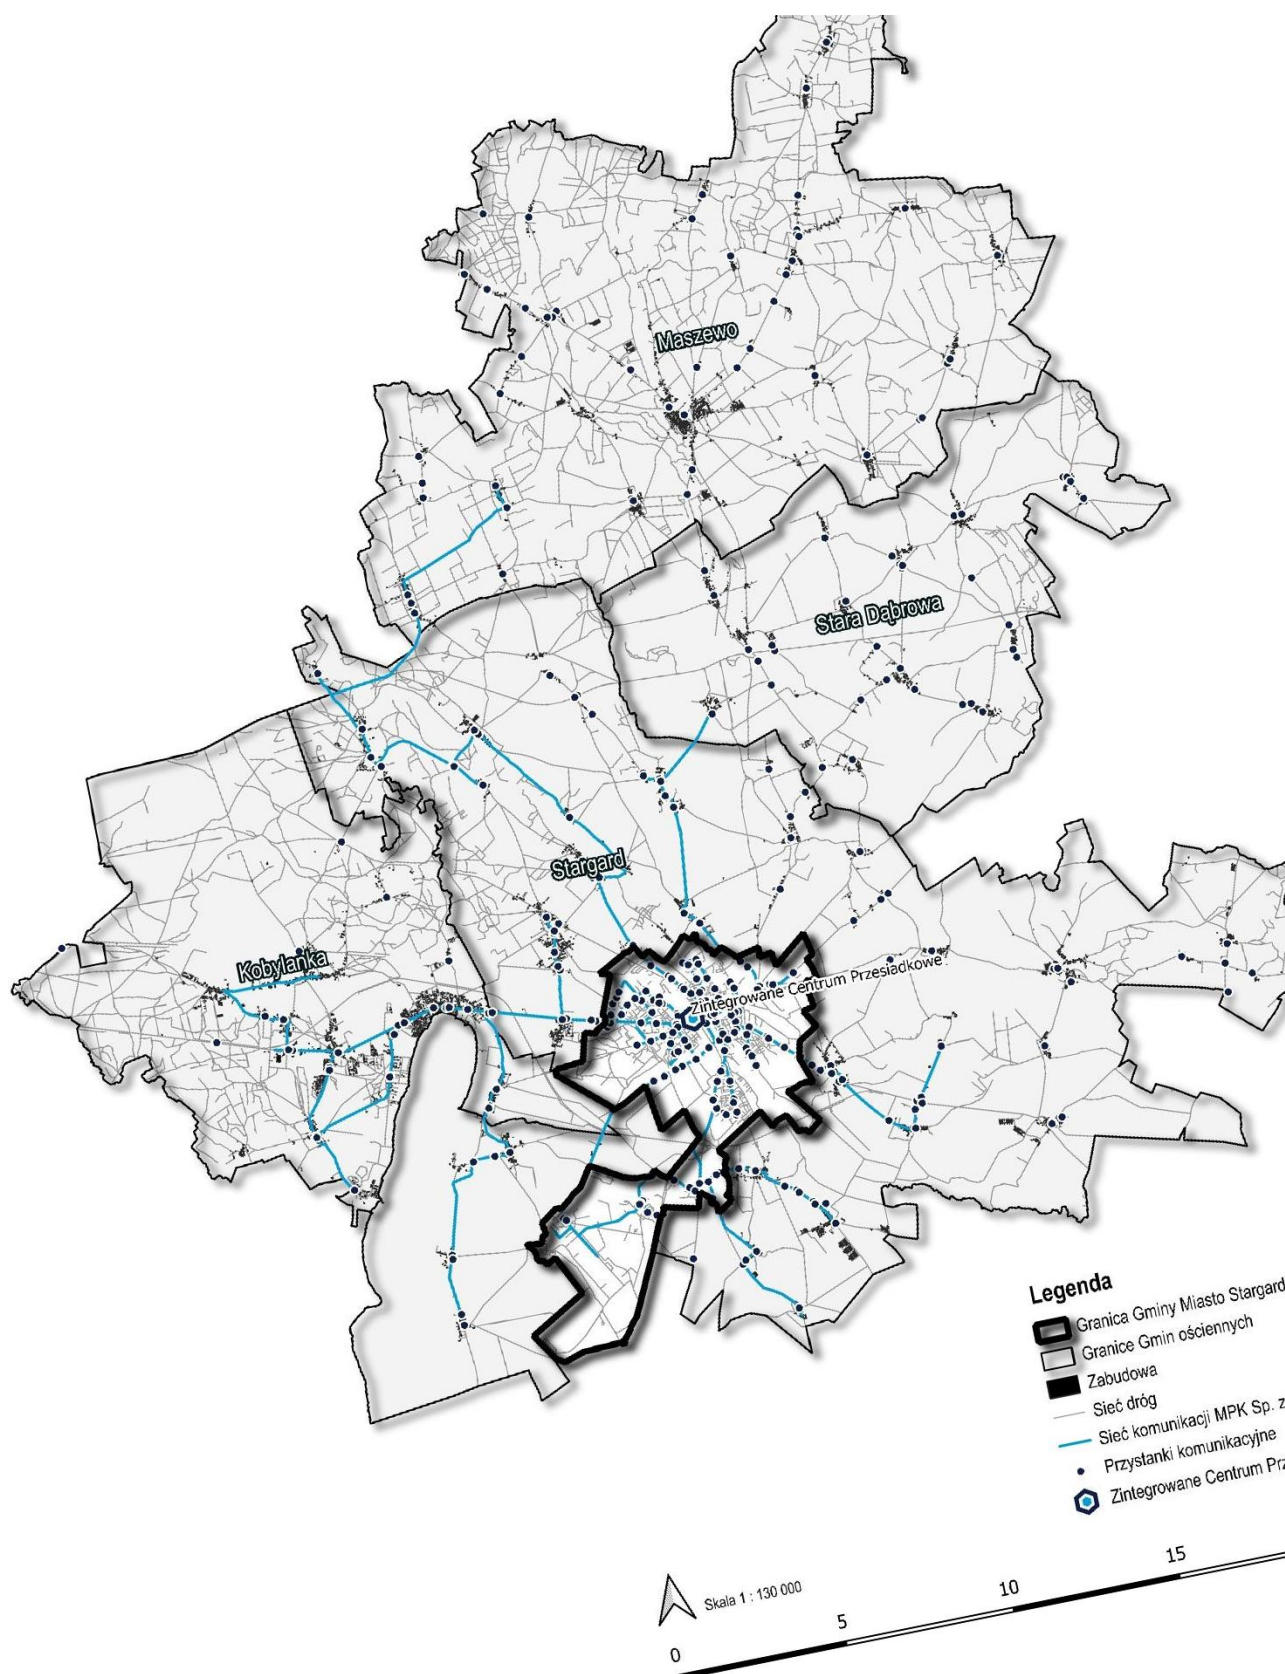 Maszewo
Stara Dąbrowa
Stargard
Kobylanka
Zintegrowane Centrum Przesiadkowe
Legenda
Granica Gminy Miasto Stargard
Granice Gmin ościennych
Zabudowa
Sieć dróg
Sieć komunikacji MPK Sp. z
Przystanki komunikacyjne
Zintegrowane Centrum Prz
Skala 1 : 130 000
0 5 10 15